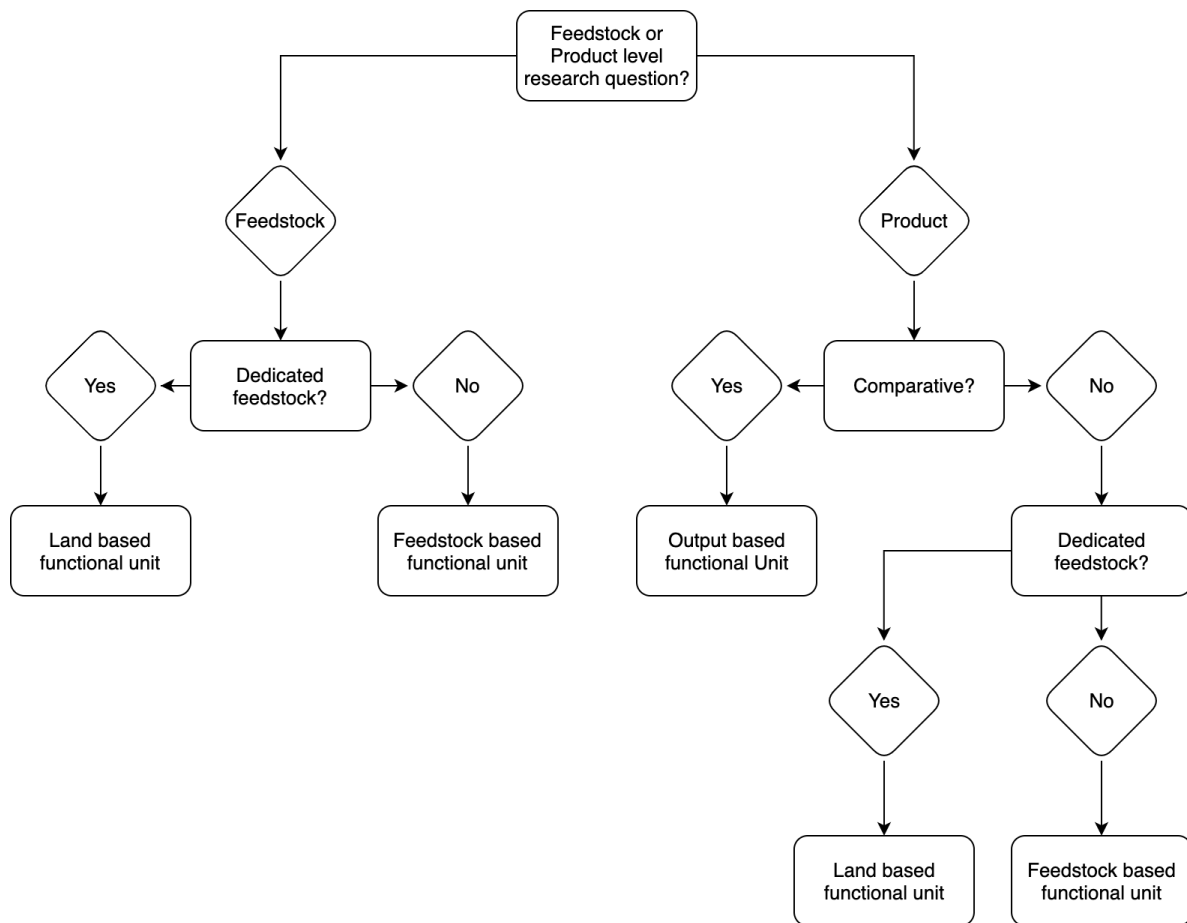 Feedstock or
Product level
research question?
Feedstock
Product
Yes
Dedicated
feedstock?
No
Yes
Comparative?
No
Land based
functional unit
Feedstock based
functional unit
Output based
functional Unit
Dedicated
feedstock?
Yes
No
Land based
functional unit
Feedstock based
functional unit